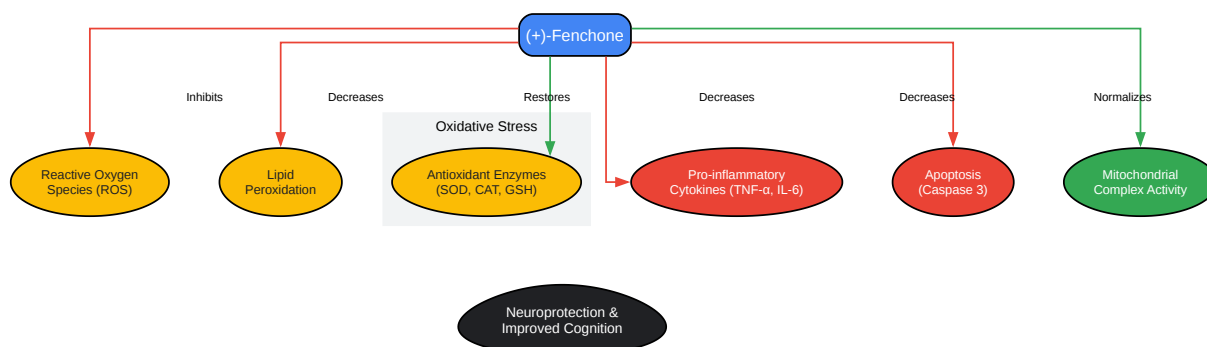 (+)-Fenchone
Inhibits
Decreases
Restores
Decreases
Decreases
Normalizes
Oxidative Stress
Reactive Oxygen
Species (ROS)
Lipid
Peroxidation
Antioxidant Enzymes
(SOD, CAT, GSH)
Pro-inflammatory
Cytokines (TNF-α, IL-6)
Apoptosis
(Caspase 3)
Mitochondrial
Complex Activity
Neuroprotection &
Improved Cognition